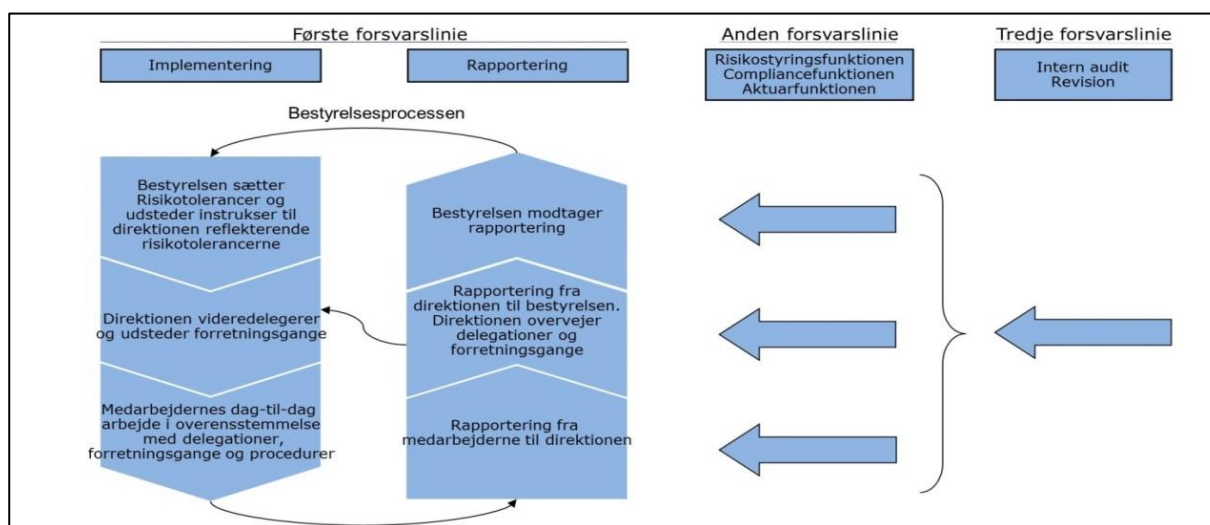 Første forsvarslinie
Implementering
Rapportering
Anden forsvarslinie
Risikostyringsfunktionen
Compliancefunktionen
Aktuarfunktionen
Tredje forsvarslinie
Intern audit
Revision
Bestyrelsesprocessen
Bestyrelsen sætter
Risikotolerancer og
udsteder instrukser til
direktionen reflekterende
risikotolerancerne
Direktionen videredelegerer
og udsteder forretningsgange
Medarbejdernes dag-til-dag
arbejde i overensstemmelse
med delegationer,
forretningsgange og procedurer
Bestyrelsen modtager
rapportering
Rapportering fra
direktionen til bestyrelsen.
Direktionen overvejer
delegationer og
forretningsgange
Rapportering fra
medarbejderne til direktionen